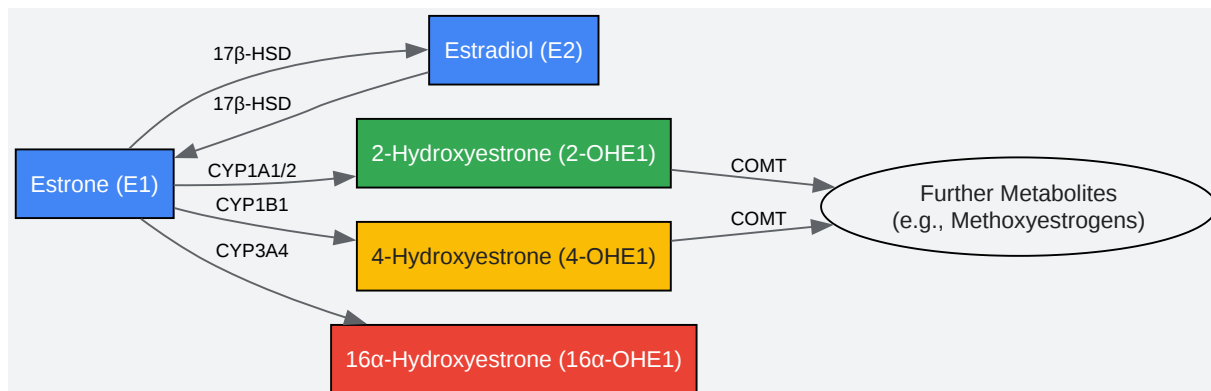 17β-HSD
Estradiol (E2)
17β-HSD
Estrone (E1)
CYP1A1/2
2-Hydroxyestrone (2-OHE1)
COMT
CYP1B1
4-Hydroxyestrone (4-OHE1)
COMT
Further Metabolites
(e.g., Methoxyestrogens)
CYP3A4
16α-Hydroxyestrone (16α-OHE1)